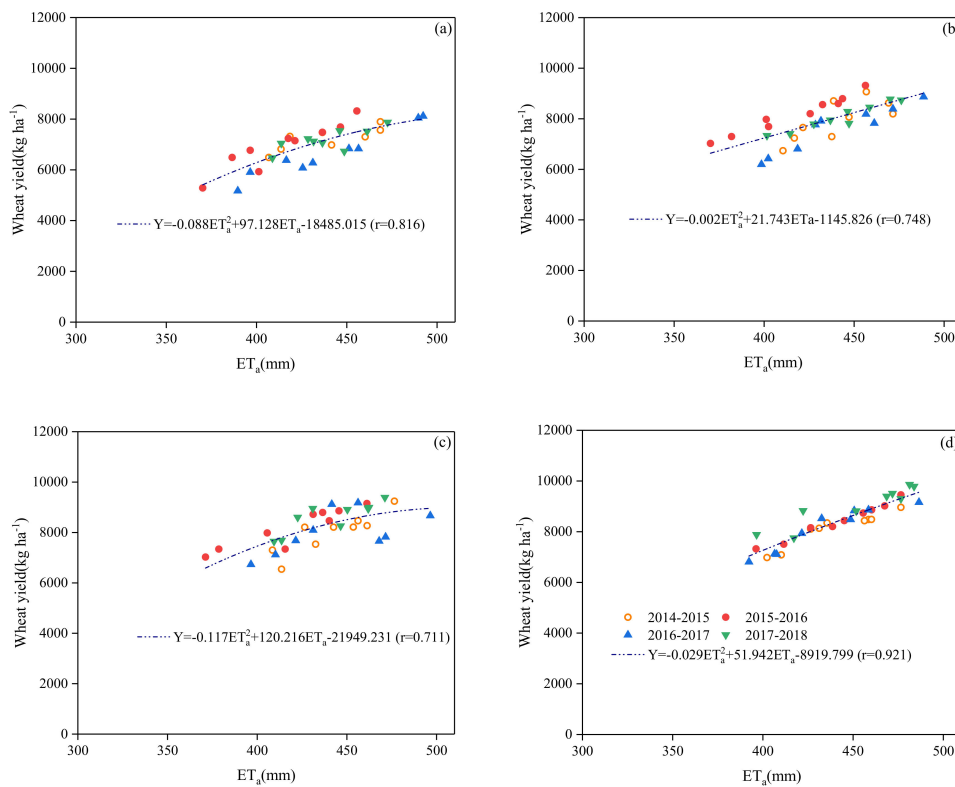 (a)
12000
10000
8000
6000
4000
2000
0
Wheat yield(kg ha⁻¹)
Y=-0.088ETₐ²+97.128ETₐ-18485.015 (r=0.816)
300 350 400 450 500
ETₐ(mm)
(b)
12000
10000
8000
6000
4000
2000
0
Wheat yield(kg ha⁻¹)
Y=-0.002ETₐ²+21.743ETa-1145.826 (r=0.748)
300 350 400 450 500
ETₐ(mm)
(c)
12000
10000
8000
6000
4000
2000
0
Wheat yield(kg ha⁻¹)
Y=-0.117ETₐ²+120.216ETₐ-21949.231 (r=0.711)
300 350 400 450 500
ETₐ(mm)
(d)
12000
10000
8000
6000
4000
2000
0
Wheat yield(kg ha⁻¹)
2014-2015 2015-2016
2016-2017 2017-2018
Y=-0.029ETₐ²+51.942ETₐ-8919.799 (r=0.921)
300 350 400 450 500
ETₐ(mm)